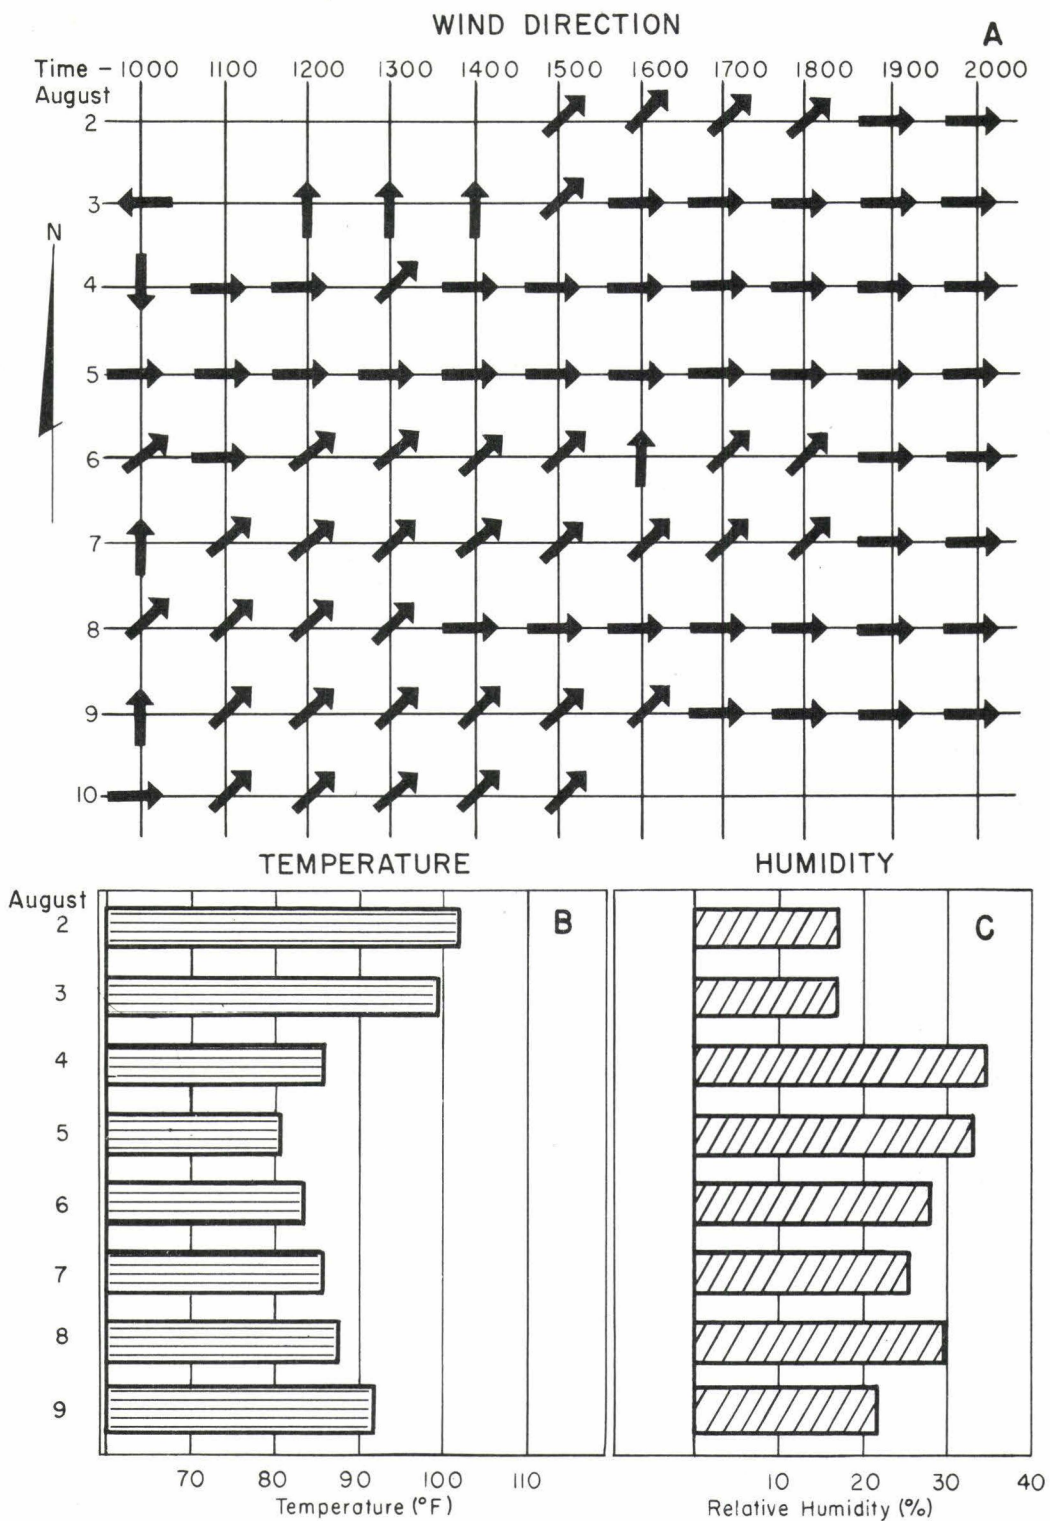 WIND DIRECTION
A
Time - 1000 1100 1200 1300 1400 1500 1600 1700 1800 1900 2000
August
2
3
N
4
5
6
7
8
9
10
TEMPERATURE
HUMIDITY
August
2
B
C
3
4
5
6
7
8
9
70 80 90 100 110
10 20 30 40
Temperature (°F)
Relative Humidity (%)